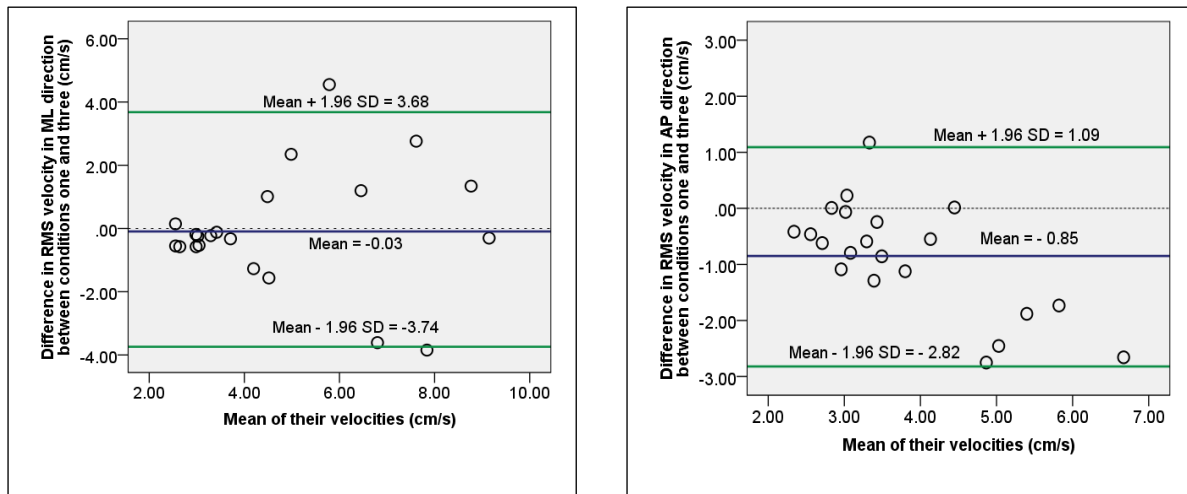 Difference in RMS velocity in ML direction
between conditions one and three (cm/s)
6.00
4.00
2.00
.00
-2.00
-4.00
Mean + 1.96 SD = 3.68
Mean = -0.03
Mean - 1.96 SD = -3.74
2.00
4.00
6.00
8.00
10.00
Mean of their velocities (cm/s)
Difference in RMS velocity in AP direction
between conditions one and three (cm/s)
3.00
2.00
1.00
.00
-1.00
-2.00
-3.00
Mean + 1.96 SD = 1.09
Mean = - 0.85
Mean - 1.96 SD = - 2.82
2.00
3.00
4.00
5.00
6.00
7.00
Mean of their velocities (cm/s)